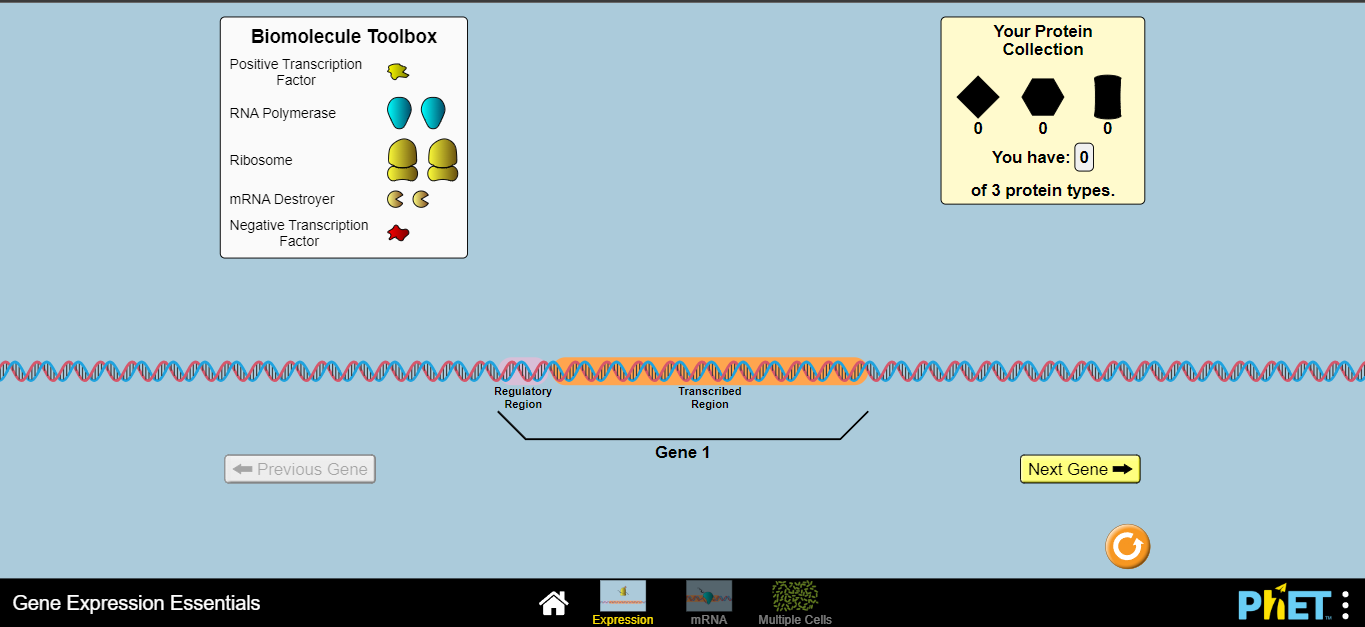 Biomolecule Toolbox
Positive Transcription
Factor
RNA Polymerase
Ribosome
mRNA Destroyer
Negative Transcription
Factor
Your Protein
Collection
0 0 0
You have: 0
of 3 protein types.
Regulatory
Region
Transcribed
Region
Gene 1
Previous Gene
Next Gene
Gene Expression Essentials
Expression
mRNA
Multiple Cells
PhET